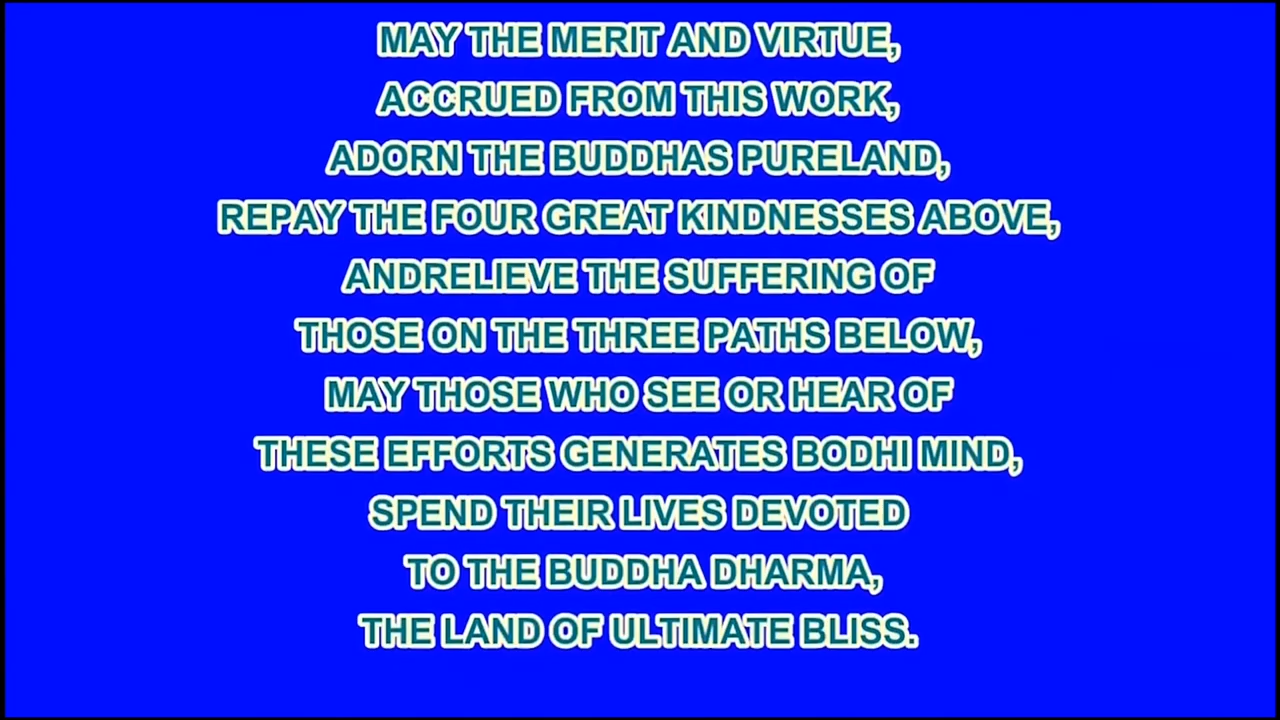 MAY THE MERIT AND VIRTUE,
ACCRUED FROM THIS WORK,
ADORN THE BUDDHAS PURELAND,
REPAY THE FOUR GREAT KINDNESSES ABOVE,
ANDRELIEVE THE SUFFERING OF
THOSE ON THE THREE PATHS BELOW,
MAY THOSE WHO SEE OR HEAR OF
THESE EFFORTS GENERATES BODHI MIND,
SPEND THEIR LIVES DEVOTED
TO THE BUDDHA DHARMA,
THE LAND OF ULTIMATE BLISS.